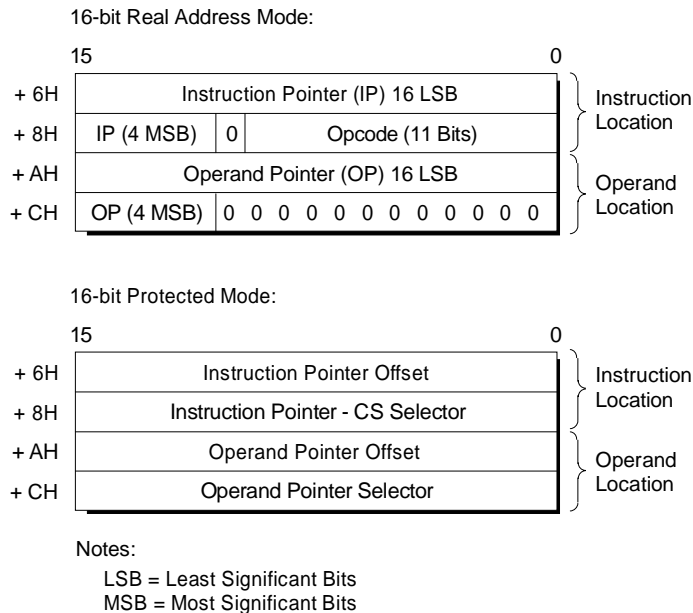 16-bit Real Address Mode:
15 0
+ 6H Instruction Pointer (IP) 16 LSB
Instruction
Location
+ 8H IP (4 MSB) 0 Opcode (11 Bits)
+ AH Operand Pointer (OP) 16 LSB
Operand
Location
+ CH OP (4 MSB) 0 0 0 0 0 0 0 0 0 0 0 0
16-bit Protected Mode:
15 0
+ 6H Instruction Pointer Offset
Instruction
Location
+ 8H Instruction Pointer - CS Selector
+ AH Operand Pointer Offset
Operand
Location
+ CH Operand Pointer Selector
Notes:
LSB = Least Significant Bits
MSB = Most Significant Bits